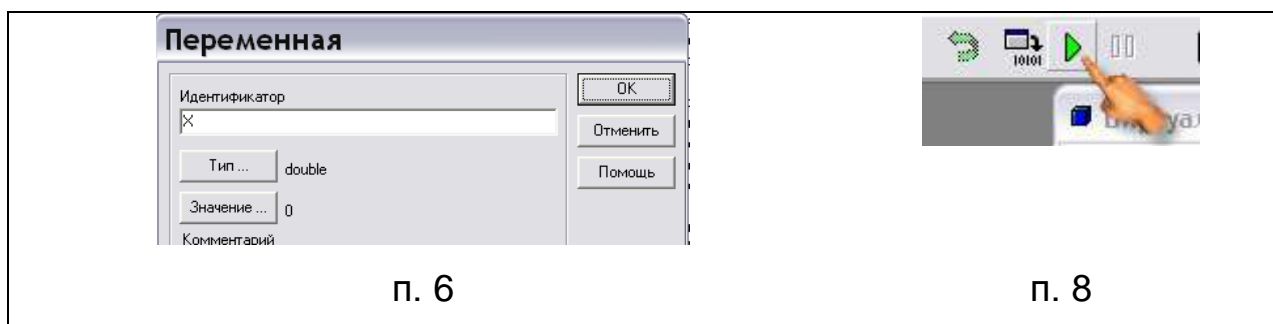 Переменная
Идентификатор
X
Тип ... double
Значение ... 0
Комментарий
OK
Отменить
Помощь
10101
п. 6
п. 8